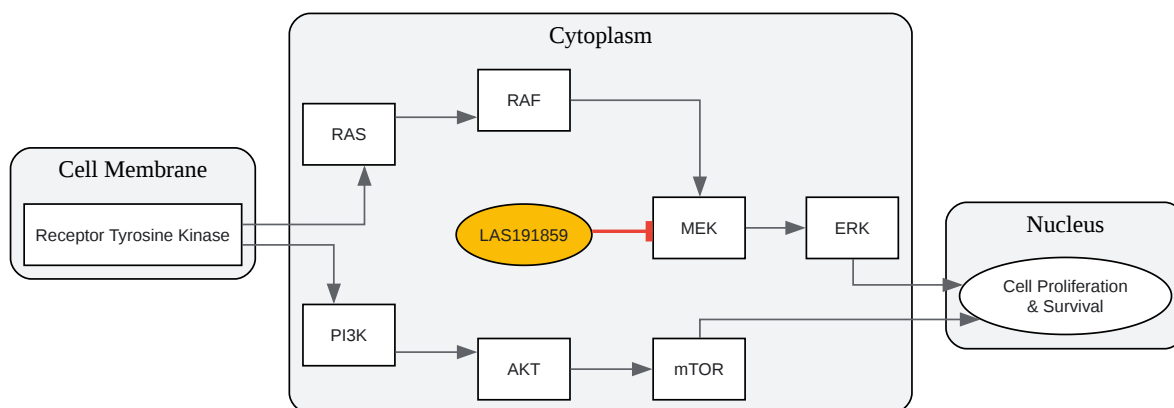 Cytoplasm
RAF
RAS
Cell Membrane
Receptor Tyrosine Kinase
LAS191859
MEK
ERK
Nucleus
Cell Proliferation
& Survival
PI3K
AKT
mTOR